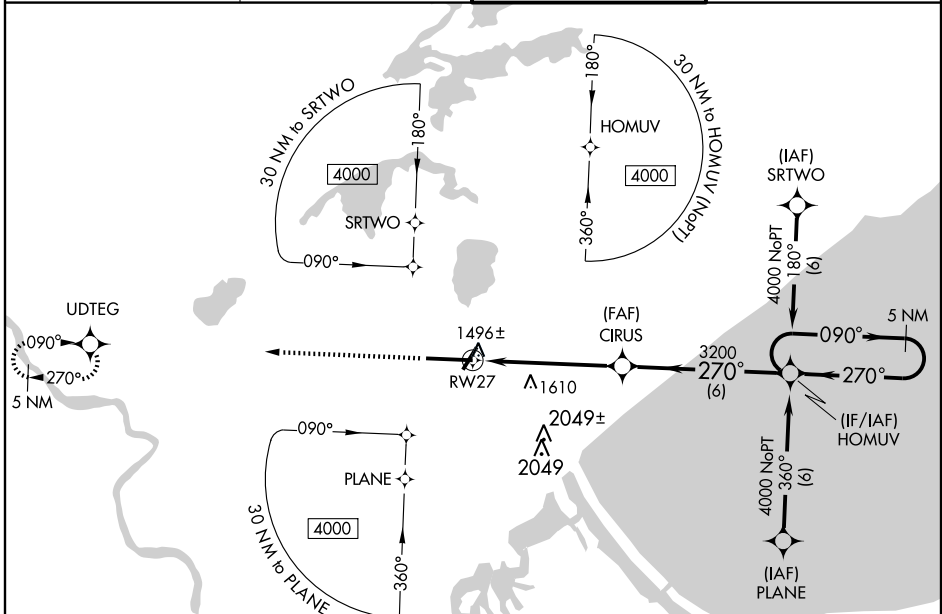 30 NM to SRTWO
4000
180°
SRTWO
090°
180°
HOMUV
30 NM to HOMUV (NoPT)
4000
360°
(IAF)
SRTWO
4000 NoPT
180°
(6)
UDTEG
090°
270°
5 NM
1496±
RW27
1610
2049±
2049
(FAF)
CIRUS
3200
270°
(6)
090°
5 NM
270°
(IF/IAF)
HOMUV
4000 NoPT
360°
(6)
(IAF)
PLANE
090°
PLANE
4000
30 NM to PLANE
360°